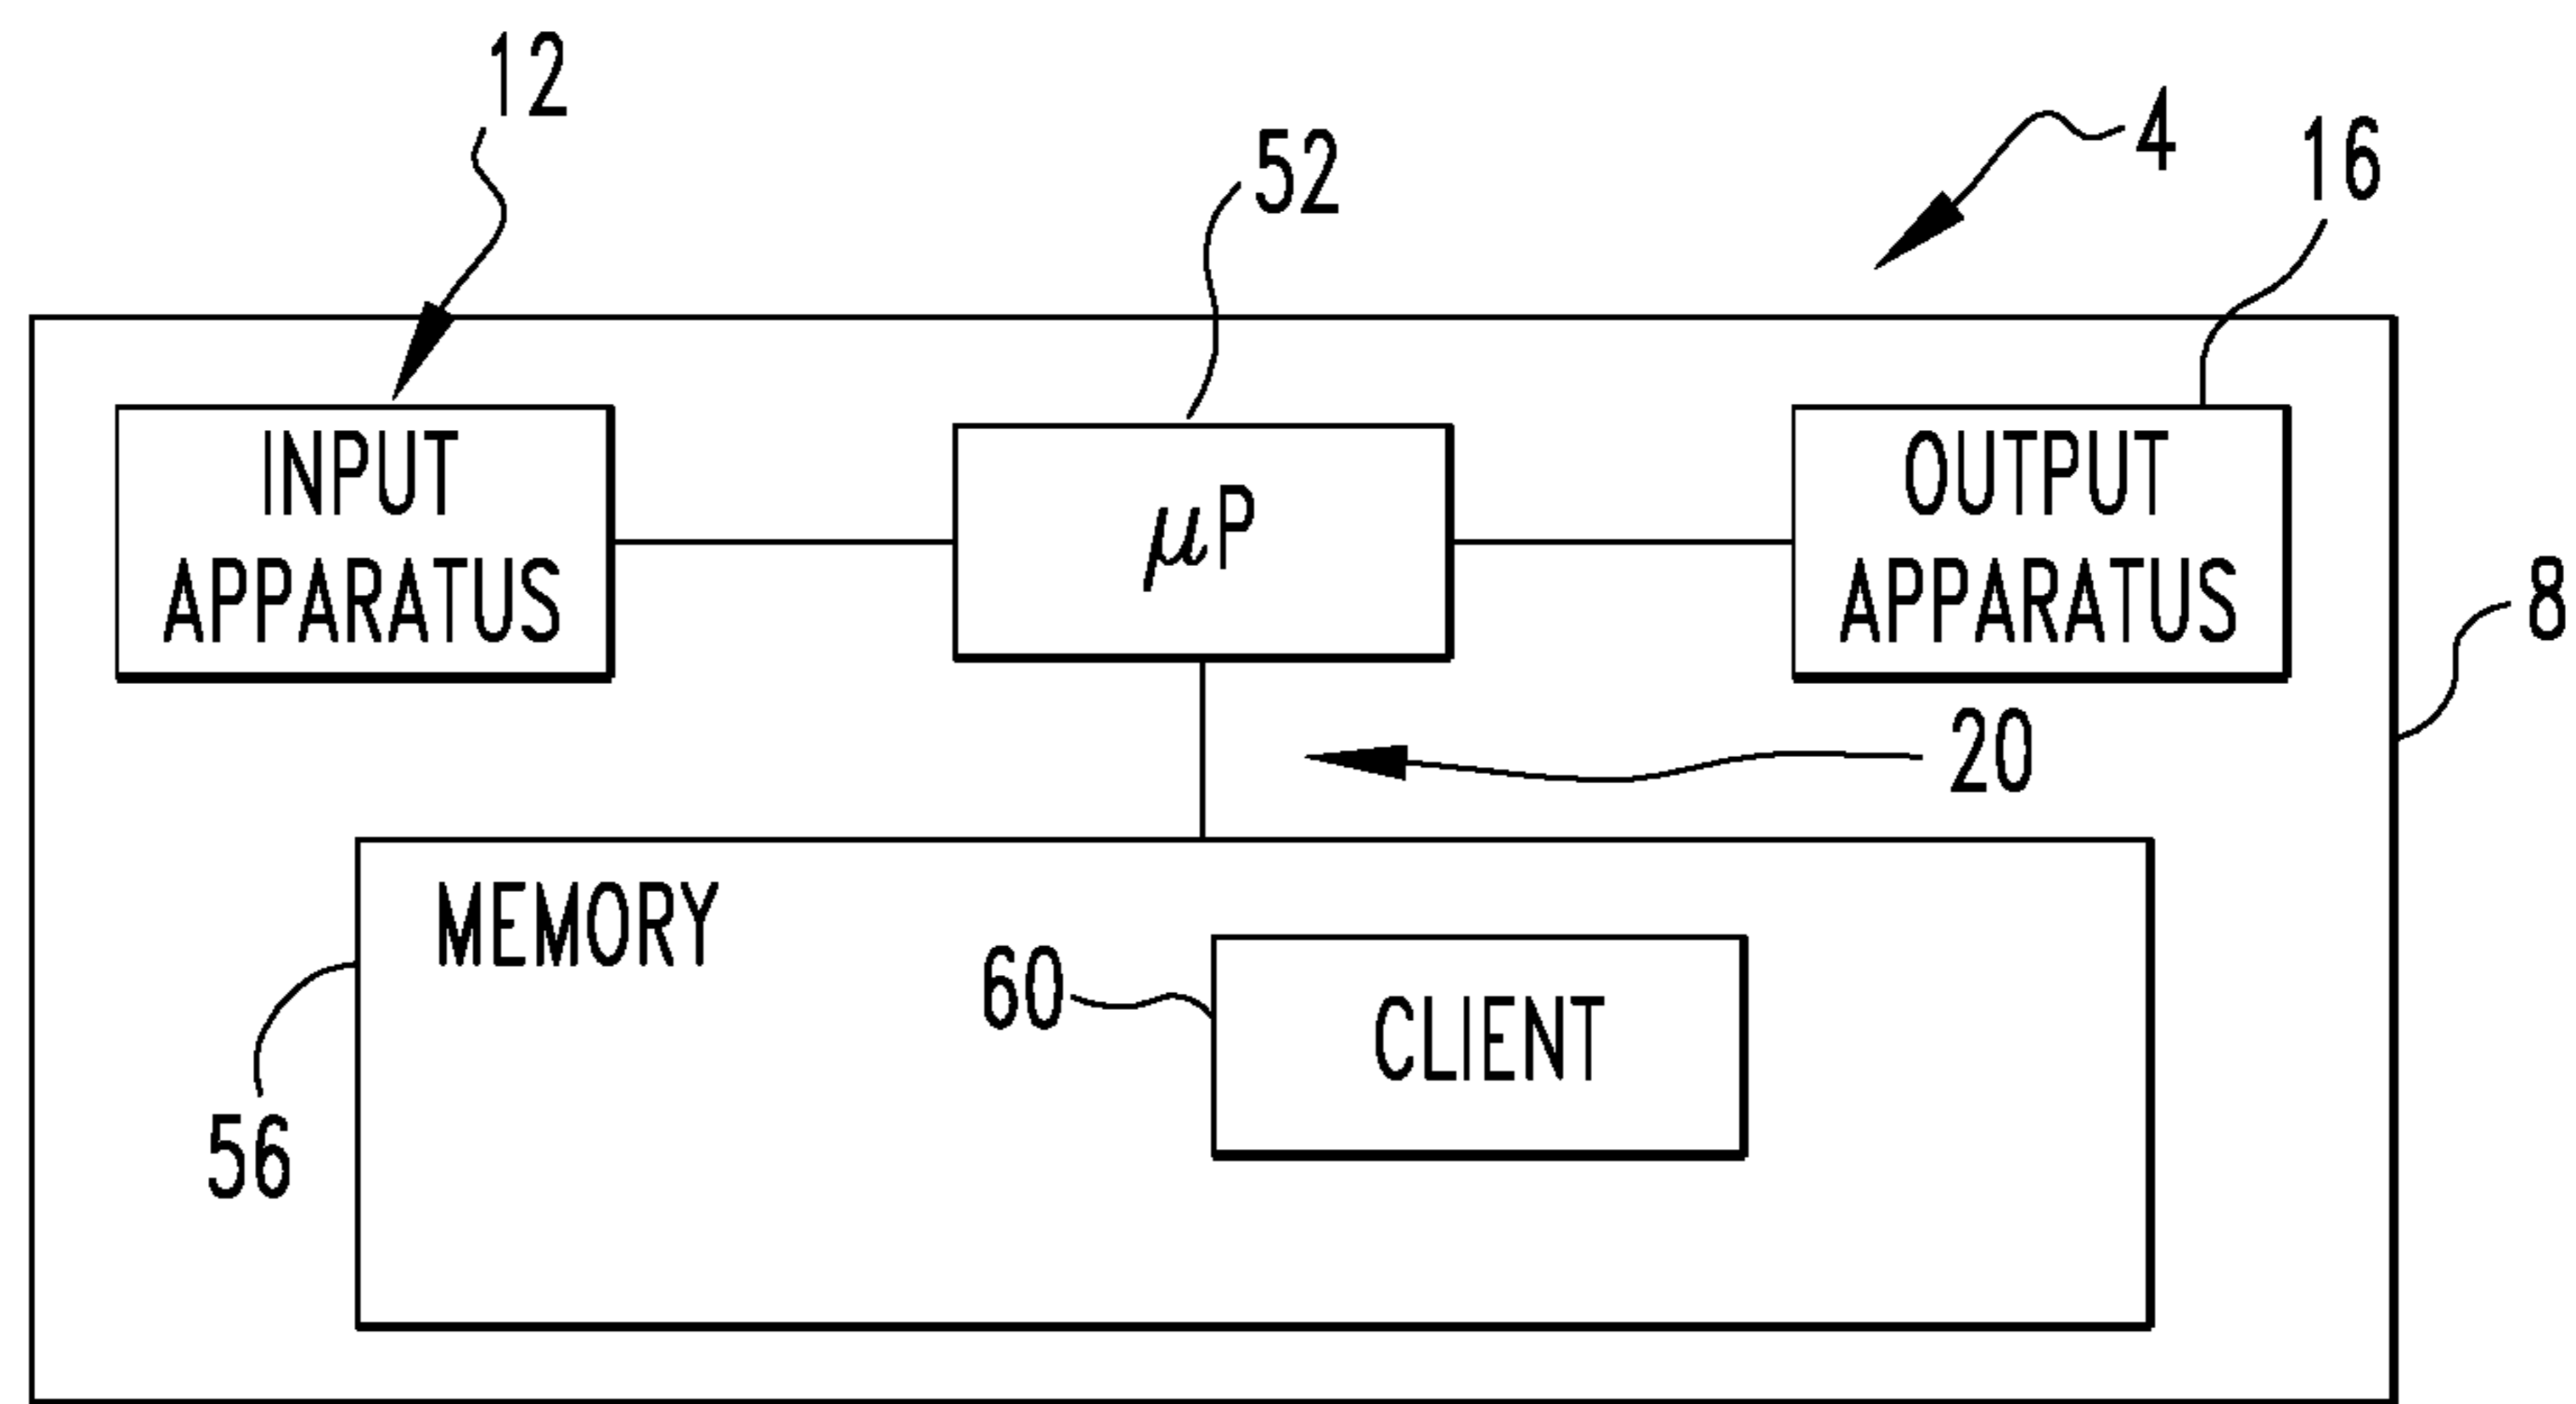 12
52
4
16
INPUT
APPARATUS
μP
OUTPUT
APPARATUS
8
20
MEMORY
60
CLIENT
56